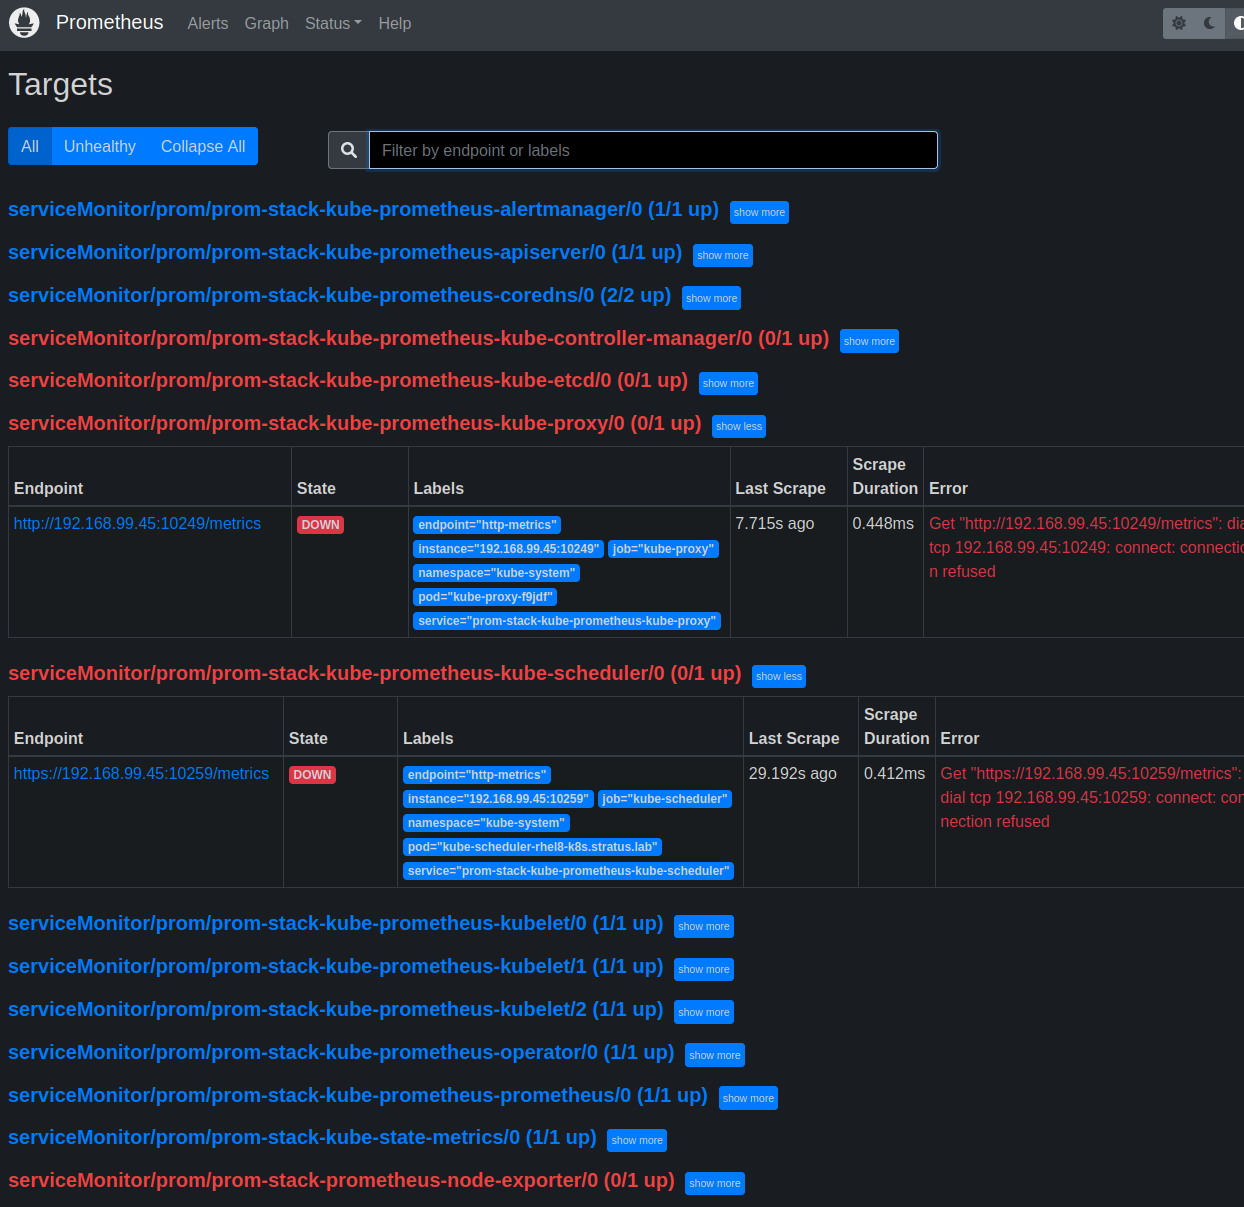 Prometheus Alerts Graph Status Help
Targets
All Unhealthy Collapse All
Filter by endpoint or labels
serviceMonitor/prom/prom-stack-kube-prometheus-alertmanager/0 (1/1 up) show more
serviceMonitor/prom/prom-stack-kube-prometheus-apiserver/0 (1/1 up) show more
serviceMonitor/prom/prom-stack-kube-prometheus-coredns/0 (2/2 up) show more
serviceMonitor/prom/prom-stack-kube-prometheus-kube-controller-manager/0 (0/1 up) show more
serviceMonitor/prom/prom-stack-kube-prometheus-kube-etcd/0 (0/1 up) show more
serviceMonitor/prom/prom-stack-kube-prometheus-kube-proxy/0 (0/1 up) show less
Scrape
Endpoint State Labels Last Scrape Duration Error
http://192.168.99.45:10249/metrics DOWN endpoint="http-metrics" 7.715s ago 0.448ms Get "http://192.168.99.45:10249/metrics": dia
instance="192.168.99.45:10249" job="kube-proxy" tcp 192.168.99.45:10249: connect: connectio
namespace="kube-system" n refused
pod="kube-proxy-f9jdf"
service="prom-stack-kube-prometheus-kube-proxy"
serviceMonitor/prom/prom-stack-kube-prometheus-kube-scheduler/0 (0/1 up) show less
Scrape
Endpoint State Labels Last Scrape Duration Error
https://192.168.99.45:10259/metrics DOWN endpoint="http-metrics" 29.192s ago 0.412ms Get "https://192.168.99.45:10259/metrics":
instance="192.168.99.45:10259" job="kube-scheduler" dial tcp 192.168.99.45:10259: connect: con
namespace="kube-system" nection refused
pod="kube-scheduler-rhel8-k8s.stratus.lab"
service="prom-stack-kube-prometheus-kube-scheduler"
serviceMonitor/prom/prom-stack-kube-prometheus-kubelet/0 (1/1 up) show more
serviceMonitor/prom/prom-stack-kube-prometheus-kubelet/1 (1/1 up) show more
serviceMonitor/prom/prom-stack-kube-prometheus-kubelet/2 (1/1 up) show more
serviceMonitor/prom/prom-stack-kube-prometheus-operator/0 (1/1 up) show more
serviceMonitor/prom/prom-stack-kube-prometheus-prometheus/0 (1/1 up) show more
serviceMonitor/prom/prom-stack-kube-state-metrics/0 (1/1 up) show more
serviceMonitor/prom/prom-stack-prometheus-node-exporter/0 (0/1 up) show more